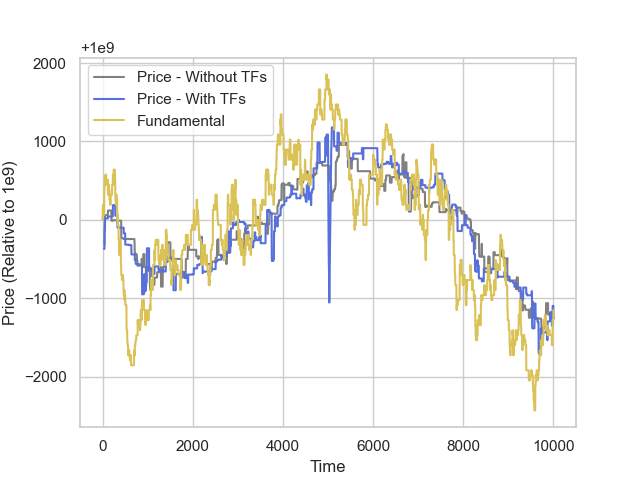 +1e9
2000
1000
0
−1000
−2000
Price (Relative to 1e9)
Price - Without TFs
Price - With TFs
Fundamental
0
2000
4000
6000
8000
10000
Time